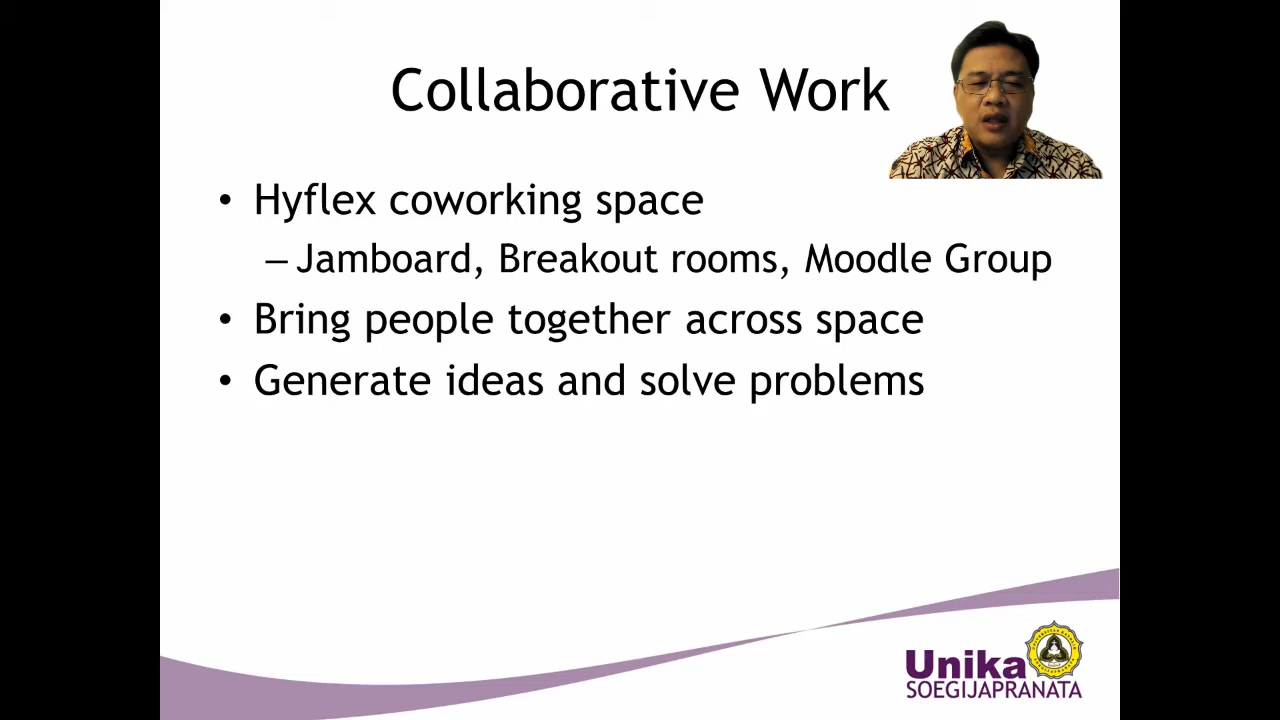 Collaborative Work
• Hyflex coworking space
– Jamboard, Breakout rooms, Moodle Group
• Bring people together across space
• Generate ideas and solve problems
Unika
SOEGIJAPRANATA